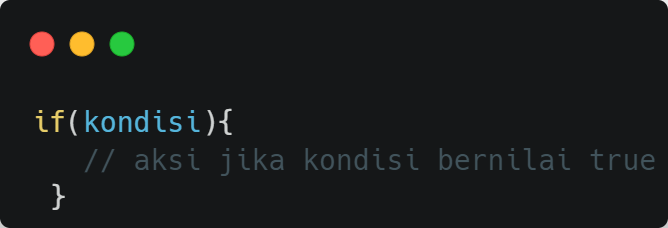 if(kondisi){
// aksi jika kondisi bernilai true
}